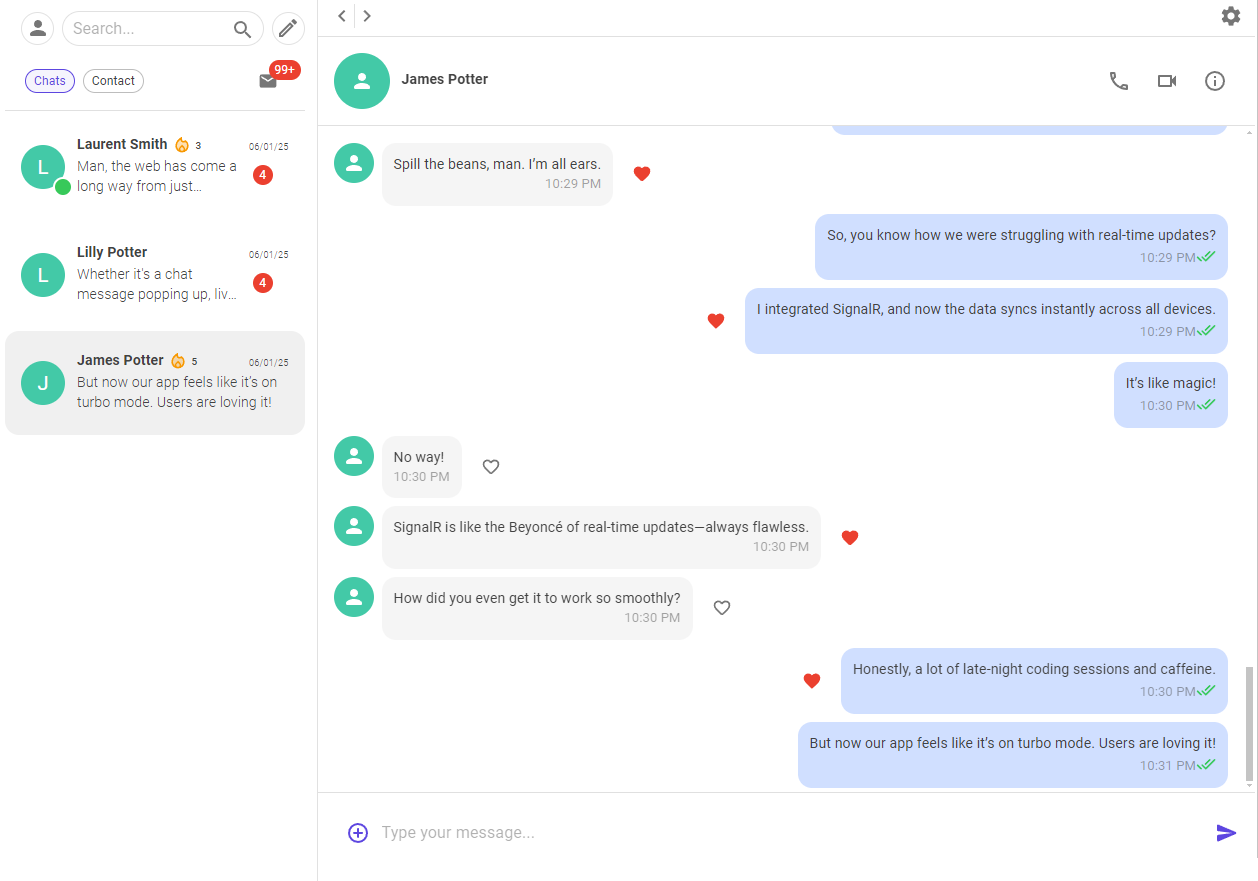 Search...
Chats
Contact
99+
L
Laurent Smith
3
06/01/25
Man, the web has come a
long way from just...
4
L
Lilly Potter
06/01/25
Whether it's a chat
message popping up, liv...
4
J
James Potter
5
06/01/25
But now our app feels like it's on
turbo mode. Users are loving it!
James Potter
Spill the beans, man. I’m all ears.
10:29 PM
So, you know how we were struggling with real-time updates?
10:29 PM
I integrated SignalR, and now the data syncs instantly across all devices.
10:29 PM
It’s like magic!
10:30 PM
No way!
10:30 PM
SignalR is like the Beyoncé of real-time updates—always flawless.
10:30 PM
How did you even get it to work so smoothly?
10:30 PM
Honestly, a lot of late-night coding sessions and caffeine.
10:30 PM
But now our app feels like it’s on turbo mode. Users are loving it!
10:31 PM
Type your message...